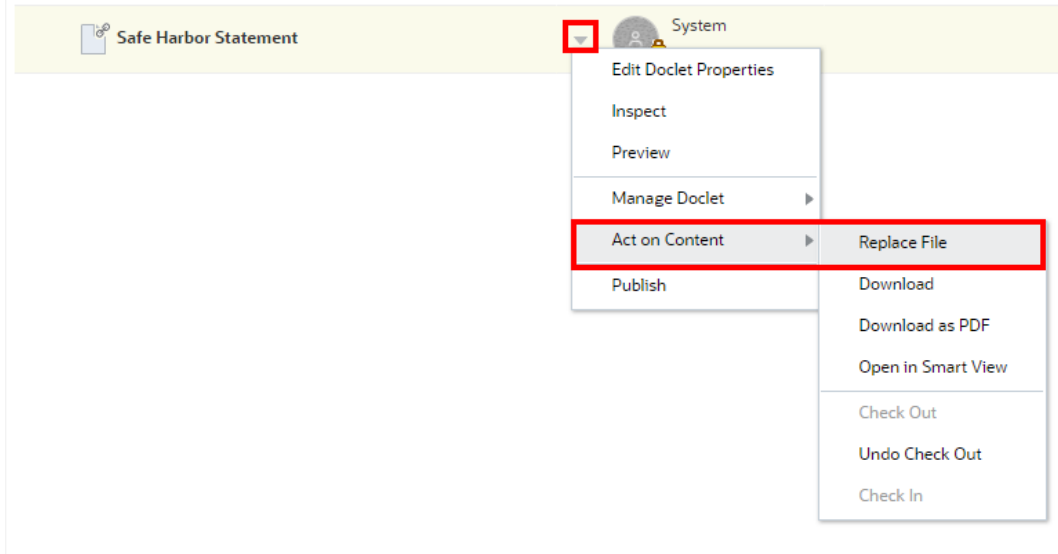 Safe Harbor Statement
System
Edit Doclet Properties
Inspect
Preview
Manage Doclet
Act on Content
Replace File
Publish
Download
Download as PDF
Open in Smart View
Check Out
Undo Check Out
Check In